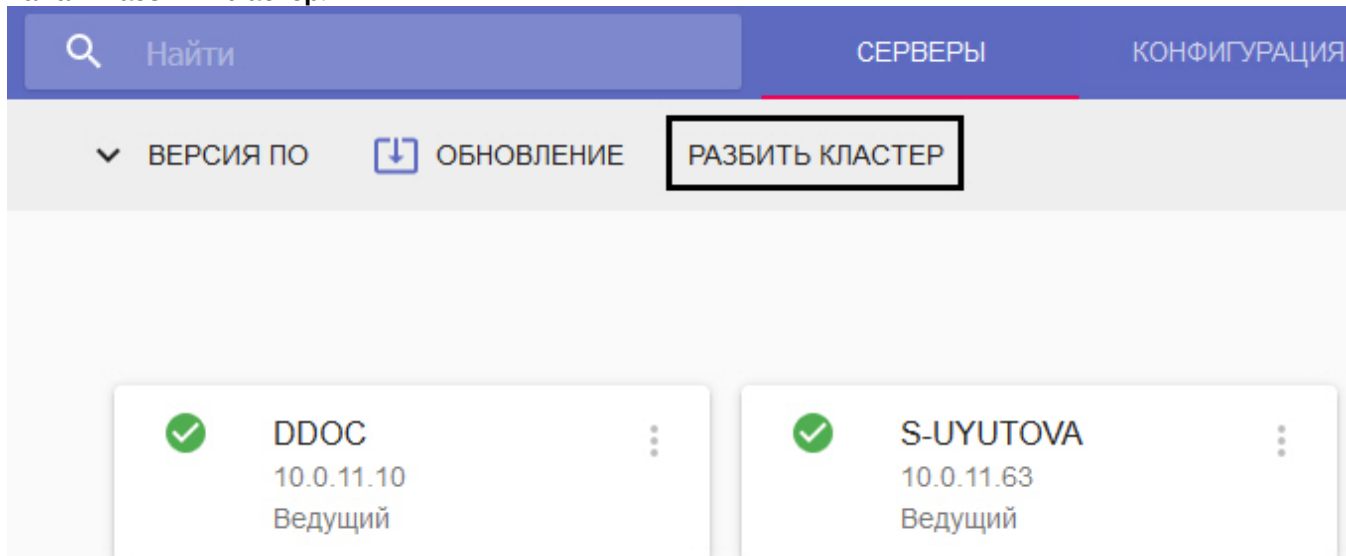 Найти
СЕРВЕРЫ
КОНФИГУРАЦИЯ
ВЕРСИЯ ПО
ОБНОВЛЕНИЕ
РАЗБИТЬ КЛАСТЕР
DDOC
10.0.11.10
Ведущий
S-UYUTOVA
10.0.11.63
Ведущий